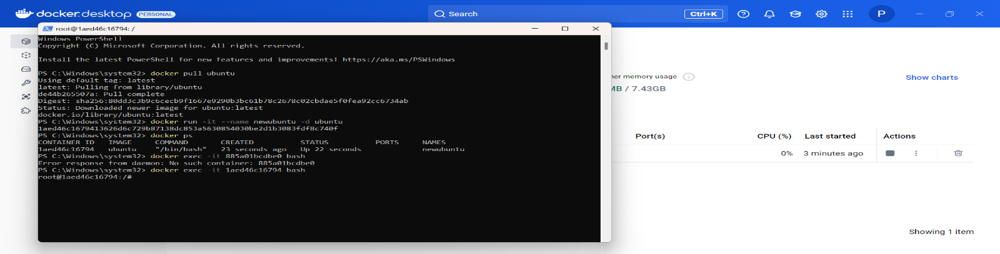 docker.desktop PERSONAL
Search
Ctrl+K
P
root@1aed46c16794: /
Windows PowerShell
Copyright (C) Microsoft Corporation. All rights reserved.
Install the latest PowerShell for new features and improvements! https://aka.ms/PSWindows
PS C:\Windows\system32> docker pull ubuntu
Using default tag: latest
latest: Pulling from library/ubuntu
de44b265507a: Pull complete
Digest: sha256:80dd3c3b9c6cecb9f1667e9290b3bc61b78c2678c02cbdae5f0fea92cc6734ab
Status: Downloaded newer image for ubuntu:latest
docker.io/library/ubuntu:latest
PS C:\Windows\system32> docker run -it --name newubuntu -d ubuntu
1aed46c1679413626d6c729b87138dc853a5630854030be2d1b3083fdf8c740f
PS C:\Windows\system32> docker ps
CONTAINER ID IMAGE COMMAND CREATED STATUS PORTS NAMES
1aed46c16794 ubuntu "/bin/bash" 23 seconds ago Up 22 seconds newubuntu
PS C:\Windows\system32> docker exec -it 885a01bcdbe0 bash
Error response from daemon: No such container: 885a01bcdbe0
PS C:\Windows\system32> docker exec -it 1aed46c16794 bash
root@1aed46c16794:/#
memory usage
/ 7.43GB
Show charts
Port(s) CPU (%) Last started Actions
0% 3 minutes ago
Showing 1 item